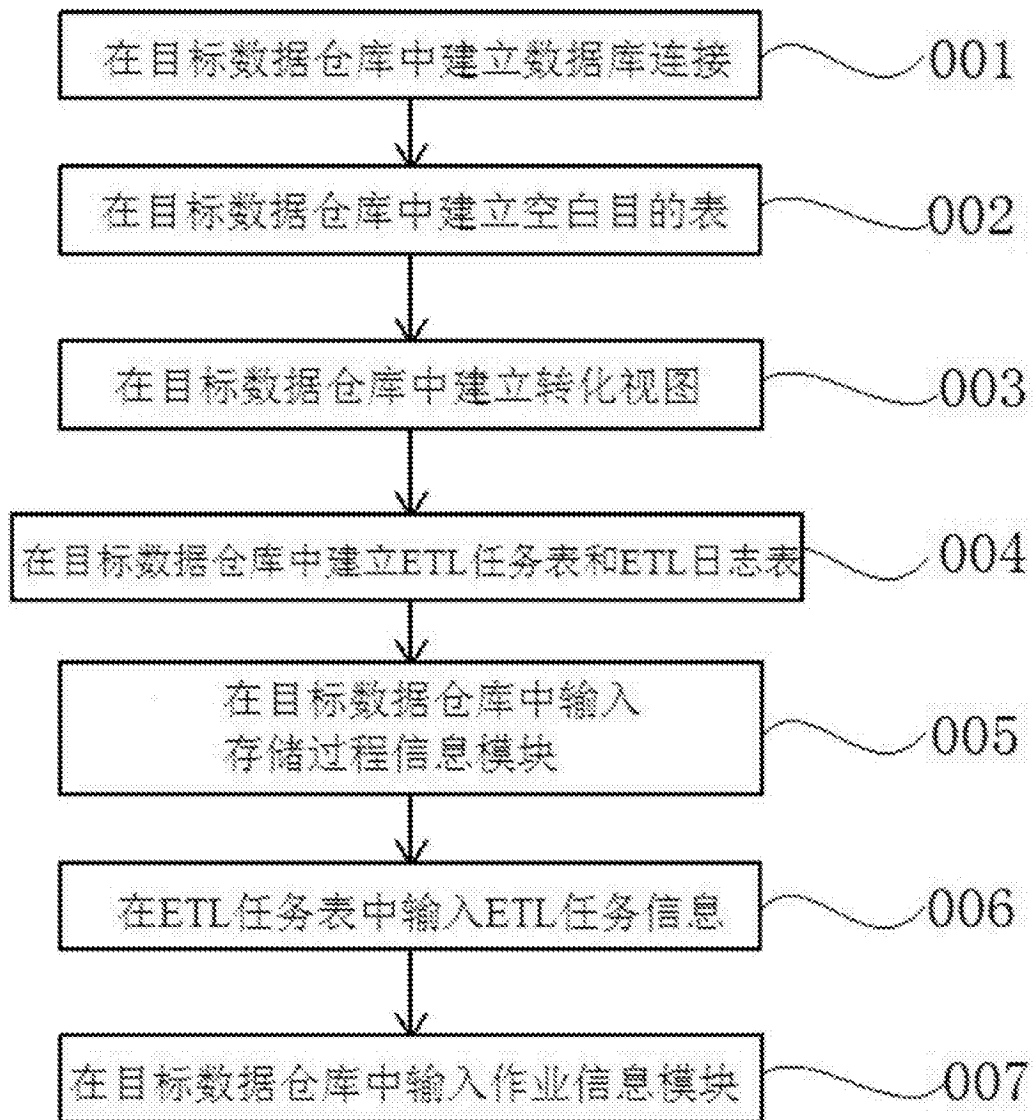 在目标数据仓库中建立数据库连接
001
在目标数据仓库中建立空白目的表
002
在目标数据仓库中建立转化视图
003
在目标数据仓库中建立ETL任务表和ETL日志表
004
在目标数据仓库中输入
存储过程信息模块
005
在ETL任务表中输入ETL任务信息
006
在目标数据仓库中输入作业信息模块
007